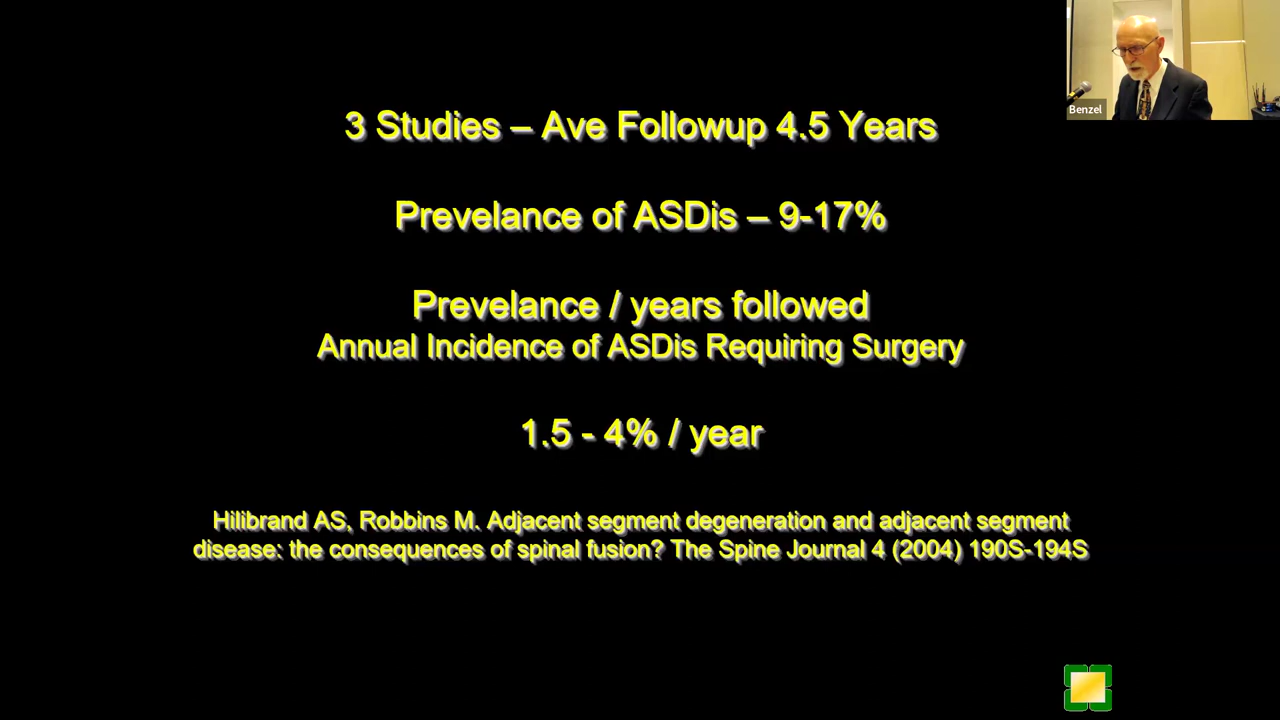 Benzel
3 Studies – Ave Followup 4.5 Years
Prevelance of ASDis – 9-17%
Prevelance / years followed
Annual Incidence of ASDis Requiring Surgery
1.5 - 4% / year
Hilibrand AS, Robbins M. Adjacent segment degeneration and adjacent segment
disease: the consequences of spinal fusion? The Spine Journal 4 (2004) 190S-194S